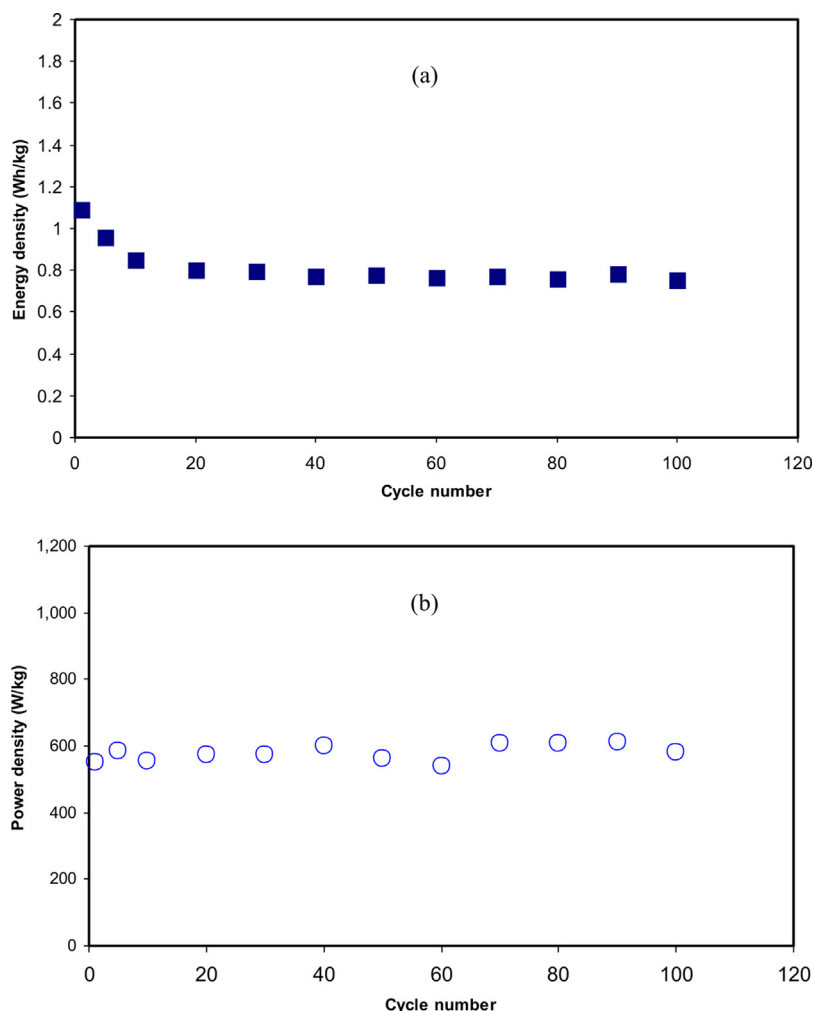 2
1.8
(a)
1.6
1.4
1.2
1
0.8
0.6
0.4
0.2
0
Energy density (Wh/kg)
0 20 40 60 80 100 120
Cycle number
1,200
1,000
(b)
800
600
400
200
0
Power density (W/kg)
0 20 40 60 80 100 120
Cycle number